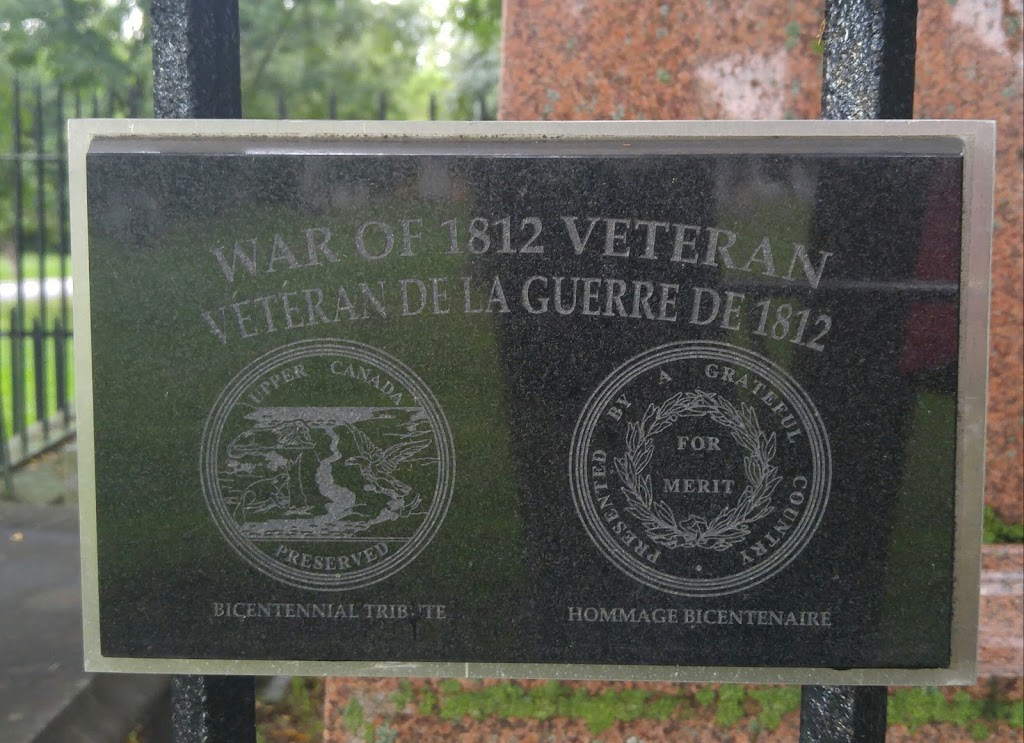 WAR OF 1812 VETERAN
VÉTÉRAN DE LA GUERRE DE 1812
UPPER CANADA
PRESERVED
PRESENTED BY A GRATEFUL COUNTRY
FOR
MERIT
BICENTENNIAL TRIBUTE
HOMMAGE BICENTENAIRE